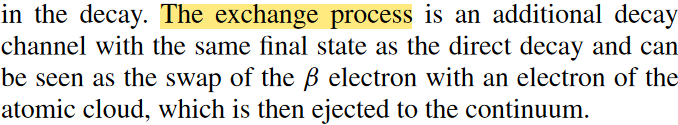 in the decay. The exchange process is an additional decay
channel with the same final state as the direct decay and can
be seen as the swap of the β electron with an electron of the
atomic cloud, which is then ejected to the continuum.